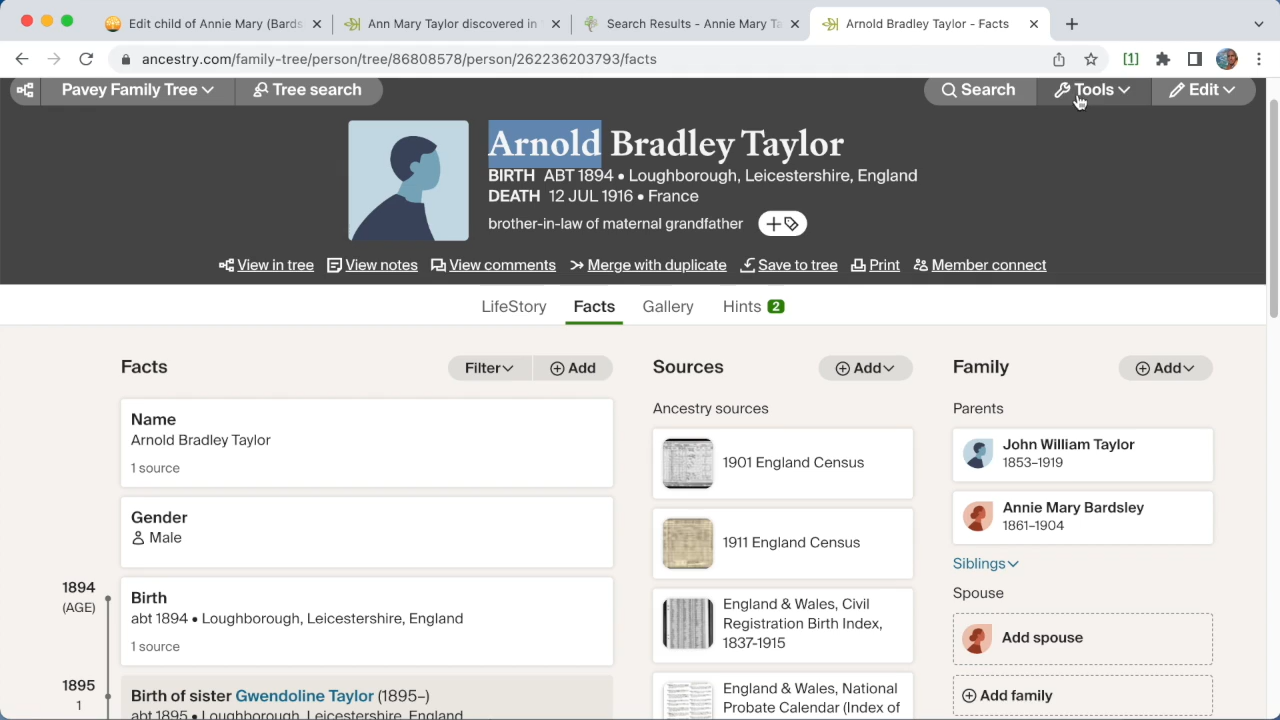 Edit child of Annie Mary (Bards
Ann Mary Taylor discovered in
Search Results - Annie Mary Ta
Arnold Bradley Taylor - Facts
ancestry.com/family-tree/person/tree/86808578/person/262236203793/facts
[1]
Pavey Family Tree
Tree search
Search
Tools
Edit
Arnold Bradley Taylor
BIRTH ABT 1894 • Loughborough, Leicestershire, England
DEATH 12 JUL 1916 • France
brother-in-law of maternal grandfather
View in tree
View notes
View comments
Merge with duplicate
Save to tree
Print
Member connect
LifeStory
Facts
Gallery
Hints 2
Facts
Filter
Add
Name
Arnold Bradley Taylor
1 source
Gender
Male
1894
(AGE)
Birth
abt 1894 • Loughborough, Leicestershire, England
1 source
1895
1
Birth of sister Gwendoline Taylor (1895–
abt 1895 • Loughborough, Leicestershire, England
Sources
Add
Ancestry sources
1901 England Census
1911 England Census
England & Wales, Civil
Registration Birth Index,
1837-1915
England & Wales, National
Probate Calendar (Index of
Family
Add
Parents
John William Taylor
1853–1919
Annie Mary Bardsley
1861–1904
Siblings
Spouse
Add spouse
Add family